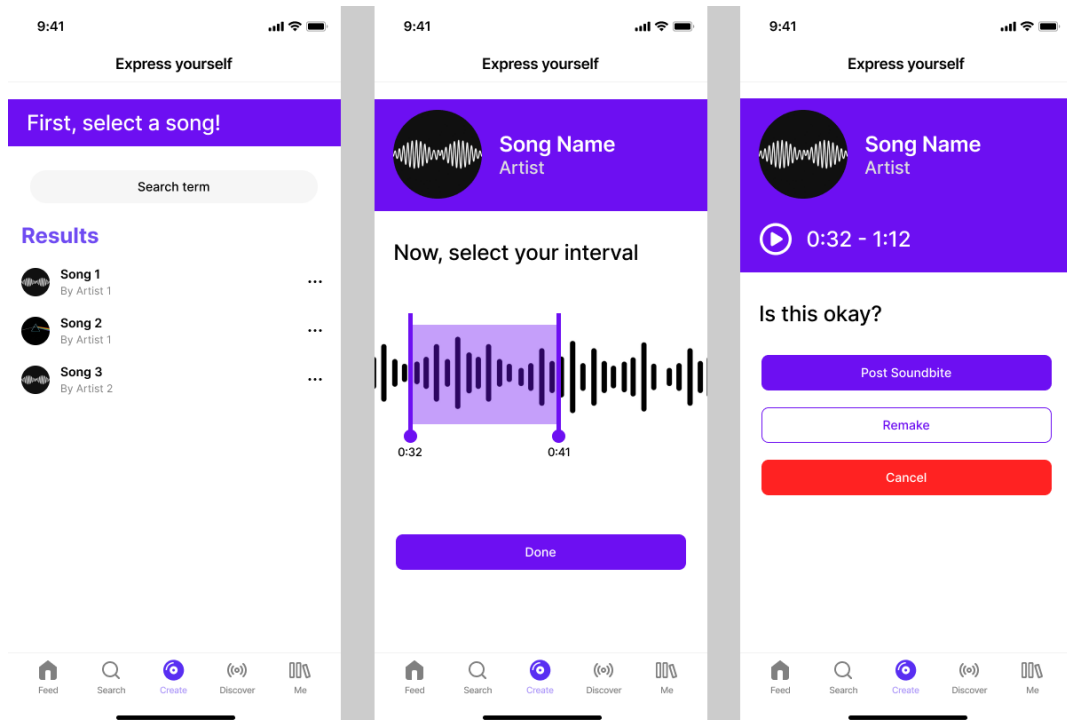 9:41
Express yourself
First, select a song!
Search term
Results
Song 1
By Artist 1
Song 2
By Artist 1
Song 3
By Artist 2
Feed
Search
Create
Discover
Me
9:41
Express yourself
Song Name
Artist
Now, select your interval
0:32
0:41
Done
Feed
Search
Create
Discover
Me
9:41
Express yourself
Song Name
Artist
0:32 - 1:12
Is this okay?
Post Soundbite
Remake
Cancel
Feed
Search
Create
Discover
Me